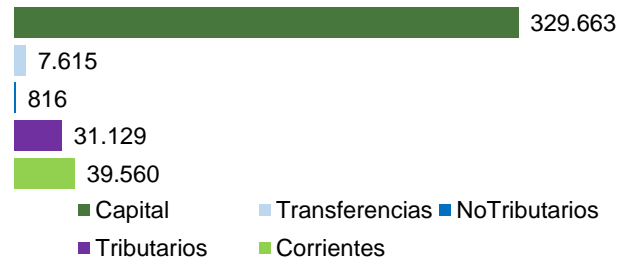 329.663
7.615
816
31.129
39.560
Capital Transferencias NoTributarios
Tributarios Corrientes